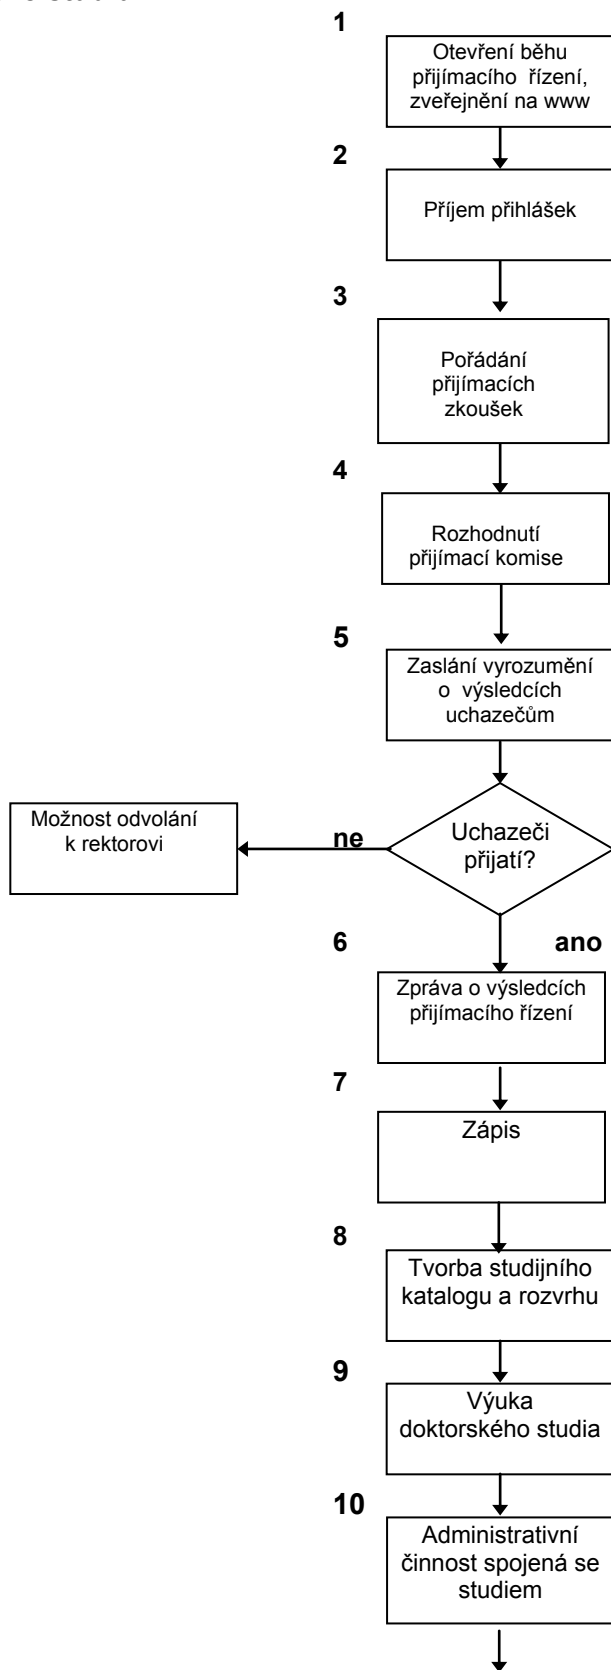 1
Otevření běhu
přijímacího řízení,
zveřejnění na www
2
Příjem přihlášek
3
Pořádání
přijímacích
zkoušek
4
Rozhodnutí
přijímací komise
5
Zaslání vyrozumění
o výsledcích
uchazečům
Možnost odvolání
k rektorovi
ne
Uchazeči
přijatí?
6
ano
Zpráva o výsledcích
přijímacího řízení
7
Zápis
8
Tvorba studijního
katalogu a rozvrhu
9
Výuka
doktorského studia
10
Administrativní
činnost spojená se
studiem